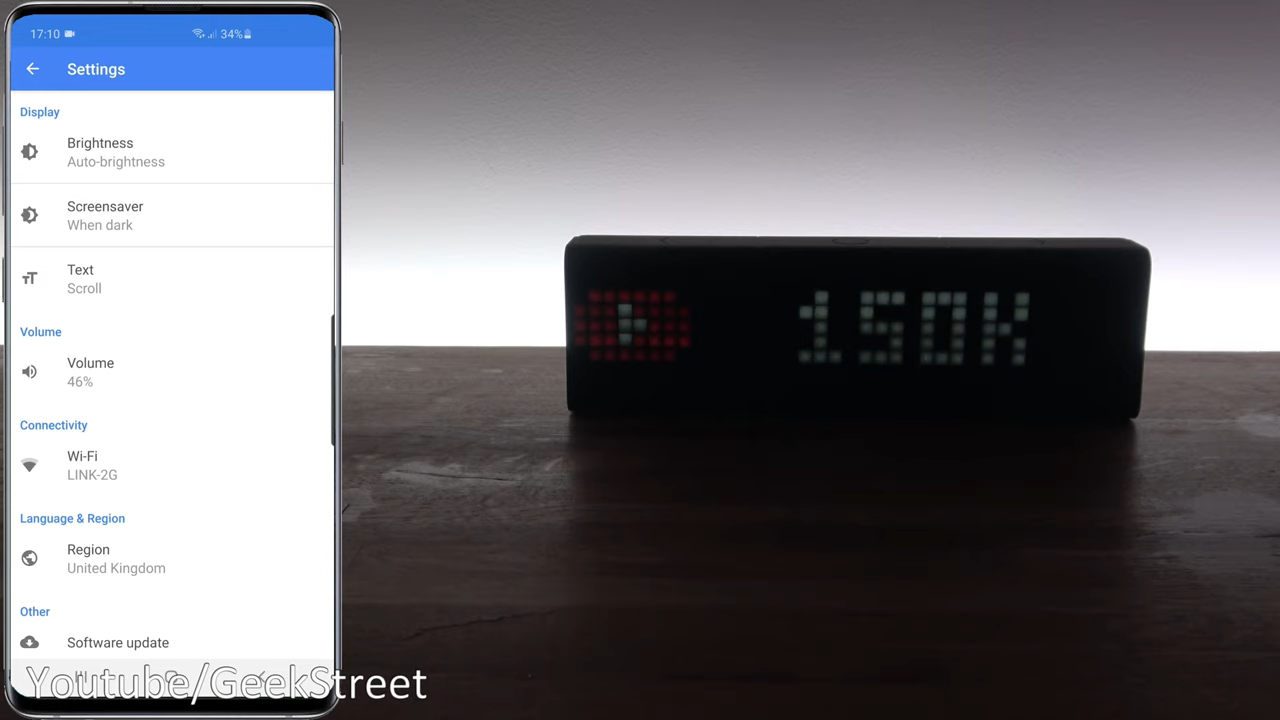 17:10 34%
Settings
Display
Brightness
Auto-brightness
Screensaver
When dark
Text
Scroll
Volume
Volume
46%
Connectivity
Wi-Fi
LINK-2G
Language & Region
Region
United Kingdom
Other
Software update
Youtube/GeekStreet
150K